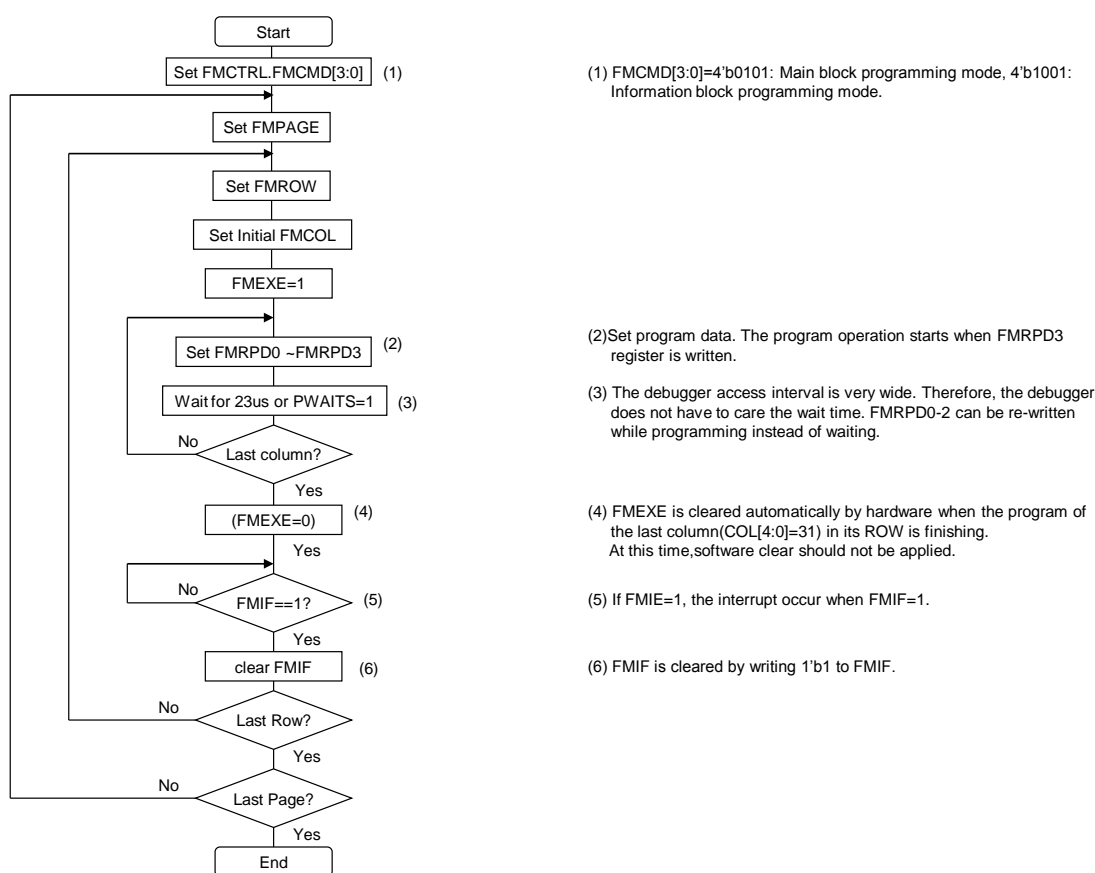 Start
Set FMCTRL.FMCMD[3:0] (1)
(1) FMCMD[3:0]=4'b0101: Main block programming mode, 4'b1001:
Information block programming mode.
Set FMPAGE
Set FMROW
Set Initial FMCOL
FMEXE=1
Set FMRPD0 ~FMRPD3 (2)
(2)Set program data. The program operation starts when FMRPD3
register is written.
Wait for 23us or PWAITS=1 (3)
(3) The debugger access interval is very wide. Therefore, the debugger
does not have to care the wait time. FMRPD0-2 can be re-written
while programming instead of waiting.
No
Last column?
Yes
(FMEXE=0) (4)
(4) FMEXE is cleared automatically by hardware when the program of
the last column(COL[4:0]=31) in its ROW is finishing.
At this time,software clear should not be applied.
Yes
No
FMIF==1? (5)
(5) If FMIE=1, the interrupt occur when FMIF=1.
Yes
clear FMIF (6)
(6) FMIF is cleared by writing 1'b1 to FMIF.
No
Last Row?
Yes
No
Last Page?
Yes
End